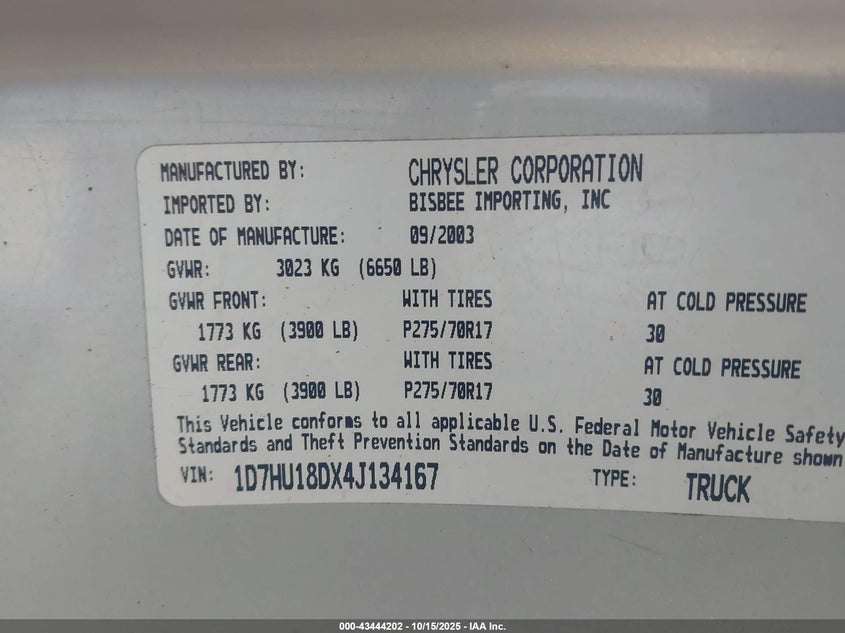 MANUFACTURED BY: CHRYSLER CORPORATION
IMPORTED BY: BISBEE IMPORTING, INC
DATE OF MANUFACTURE: 09/2003
GVWR: 3023 KG (6650 LB)
GVWR FRONT: WITH TIRES AT COLD PRESSURE
1773 KG (3900 LB) P275/70R17 30
GVWR REAR: WITH TIRES AT COLD PRESSURE
1773 KG (3900 LB) P275/70R17 30
This Vehicle conforms to all applicable U.S. Federal Motor Vehicle Safety
Standards and Theft Prevention Standards on the Date of Manufacture shown
VIN: 1D7HU18DX4J134167 TYPE: TRUCK
000-43444202 - 10/15/2025 - IAA Inc.